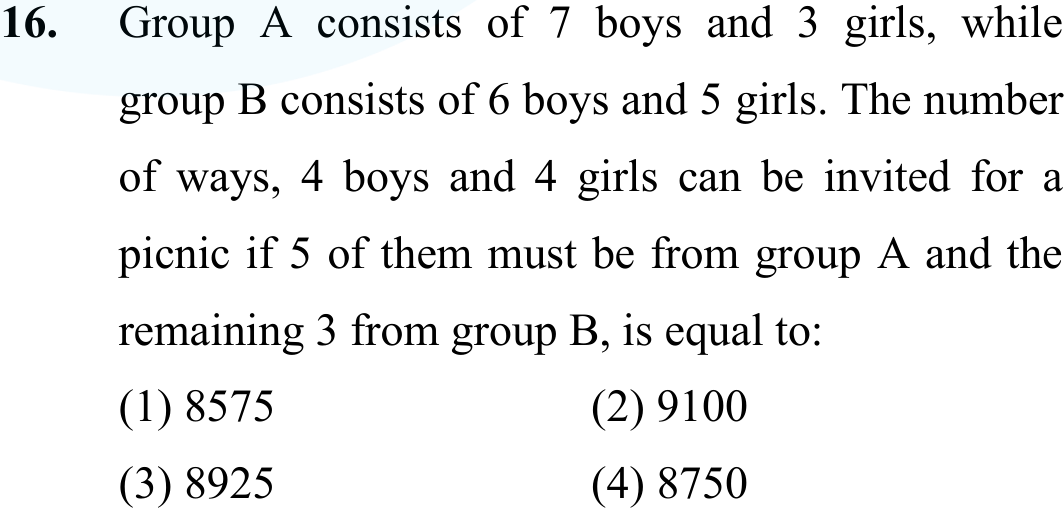 16. Group A consists of 7 boys and 3 girls, while
group B consists of 6 boys and 5 girls. The number
of ways, 4 boys and 4 girls can be invited for a
picnic if 5 of them must be from group A and the
remaining 3 from group B, is equal to:
(1) 8575 (2) 9100
(3) 8925 (4) 8750